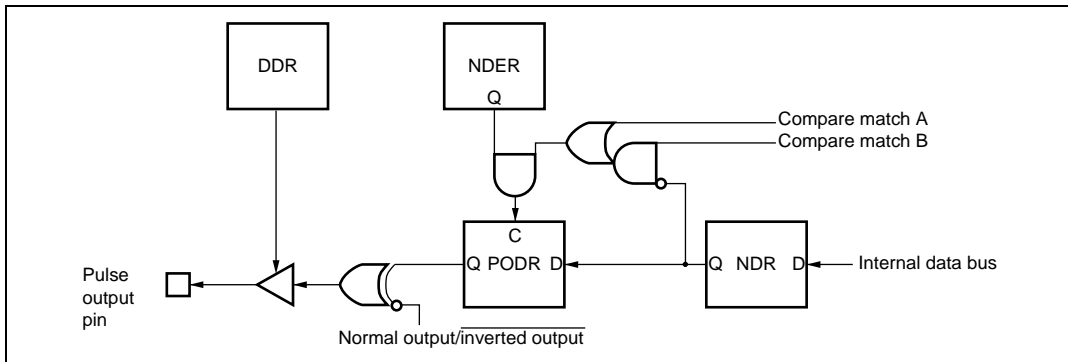 DDR
NDER
Q
Compare match A
Compare match B
C
Q PODR D
Q NDR D
Internal data bus
Pulse
output
pin
Normal output/inverted output